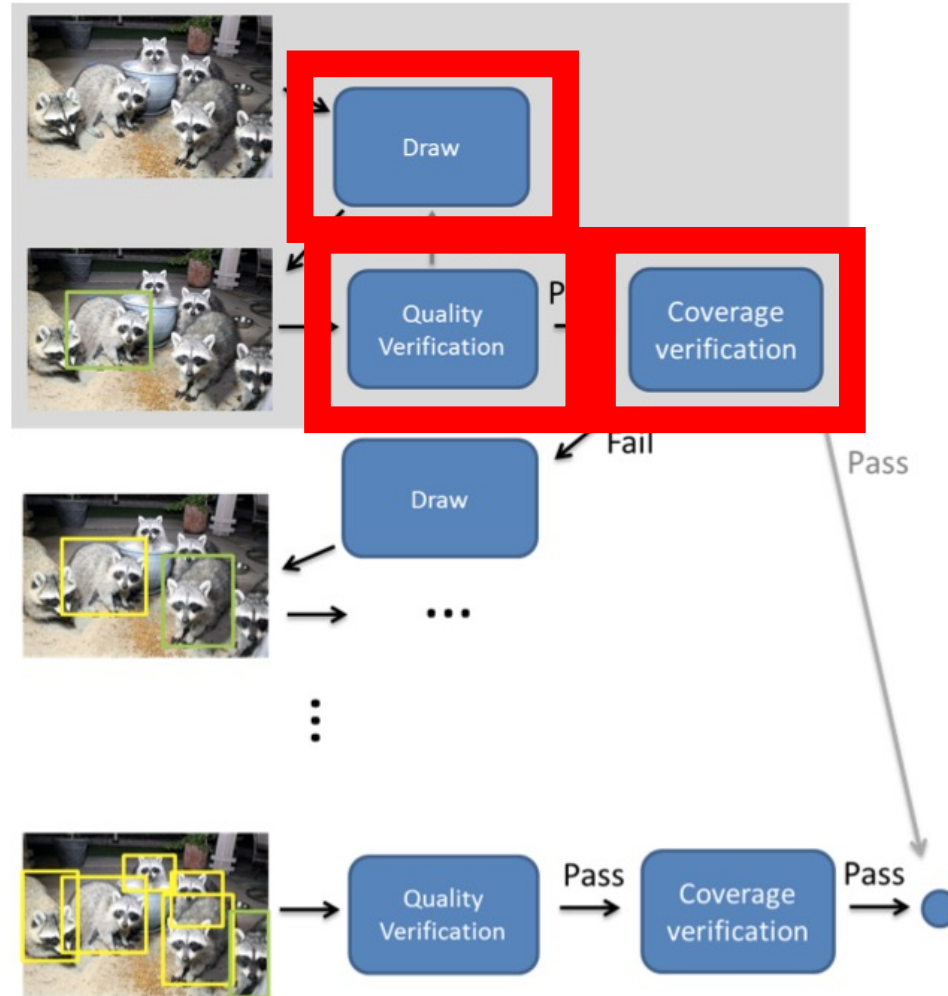 Draw
Quality
Verification
Coverage
verification
Fail
Pass
Draw
...
Quality
Verification
Pass
Coverage
verification
Pass